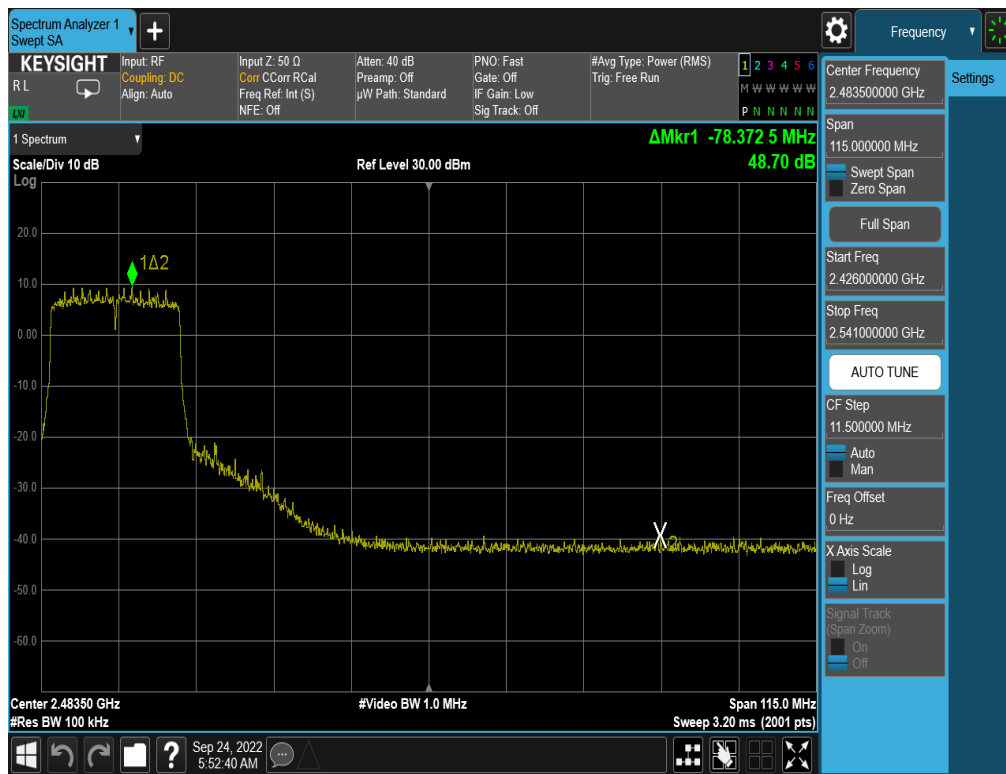 Spectrum Analyzer 1
Swept SA
+
Frequency
KEYSIGHT
R L
LXI
Input: RF
Coupling: DC
Align: Auto
Input Z: 50 Ω
Corr CCorr RCal
Freq Ref: Int (S)
NFE: Off
Atten: 40 dB
Preamp: Off
µW Path: Standard
PNO: Fast
Gate: Off
IF Gain: Low
Sig Track: Off
#Avg Type: Power (RMS)
Trig: Free Run
1 2 3 4 5 6
M W W W W W
P N N N N N
1 Spectrum
ΔMkr1 -78.372 5 MHz
48.70 dB
Scale/Div 10 dB
Ref Level 30.00 dBm
Log
20.0
10.0
0.00
-10.0
-20.0
-30.0
-40.0
-50.0
-60.0
1Δ2
X
2
Center 2.48350 GHz
#Video BW 1.0 MHz
Span 115.0 MHz
#Res BW 100 kHz
Sweep 3.20 ms (2001 pts)
Center Frequency
2.483500000 GHz
Settings
Span
115.000000 MHz
Swept Span
Zero Span
Full Span
Start Freq
2.426000000 GHz
Stop Freq
2.541000000 GHz
AUTO TUNE
CF Step
11.500000 MHz
Auto
Man
Freq Offset
0 Hz
X Axis Scale
Log
Lin
Signal Track
(Span Zoom)
On
Off
?
Sep 24, 2022
5:52:40 AM